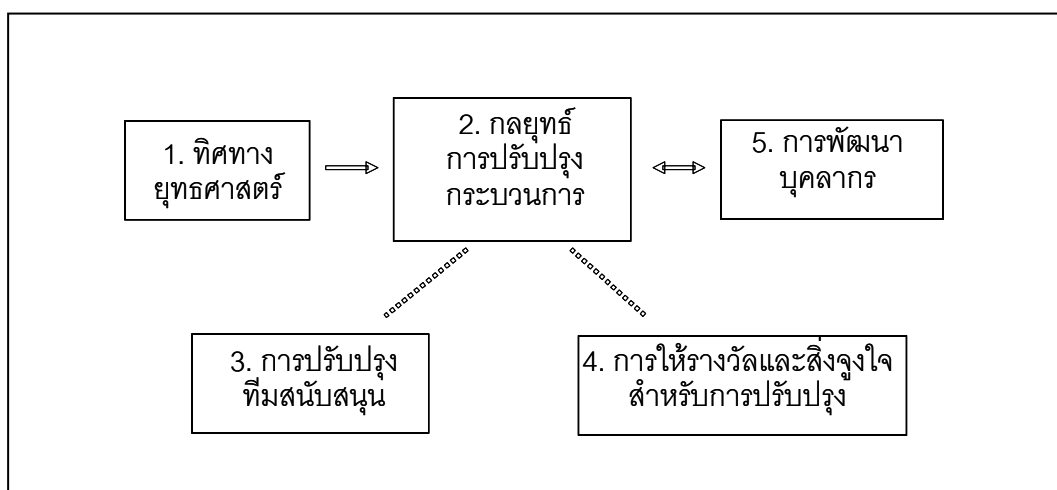 1. ทิศทาง
ยุทธศาสตร์
2. กลยุทธ์
การปรับปรุง
กระบวนการ
5. การพัฒนา
บุคลากร
3. การปรับปรุง
ทีมสนับสนุน
4. การให้รางวัลและสิ่งจูงใจ
สำหรับการปรับปรุง